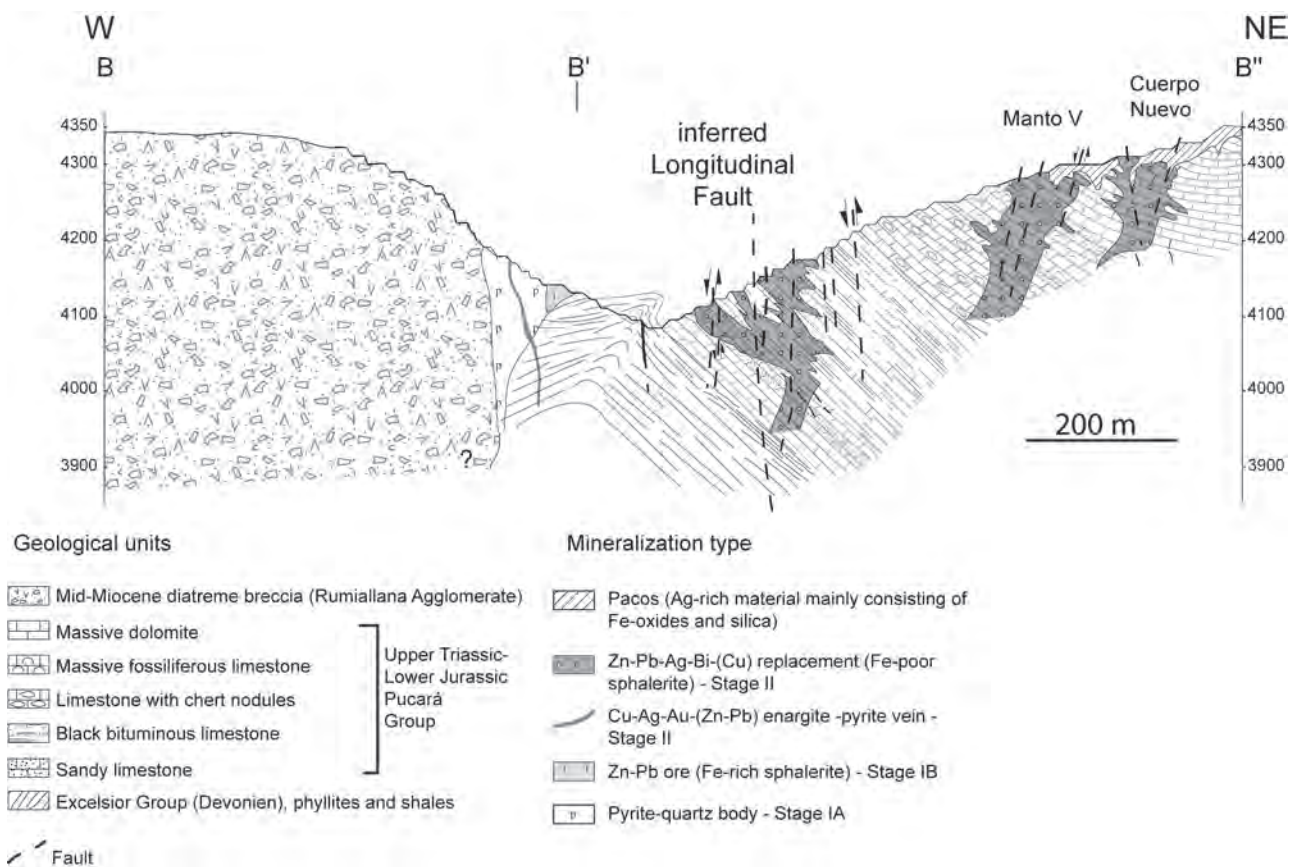 W
NE
B
B'
B"
Cuerpo
Nuevo
Manto V
inferred
Longitudinal
Fault
4350
4300
4200
4100
4000
3900
?
4350
4300
4200
4100
4000
3900
200 m
Geological units
Mid-Miocene diatreme breccia (Rumiallana Agglomerate)
Massive dolomite
Massive fossiliferous limestone
Limestone with chert nodules
Black bituminous limestone
Sandy limestone
Upper Triassic-
Lower Jurassic
Pucará
Group
Excelsior Group (Devonien), phyllites and shales
Fault
Mineralization type
Pacos (Ag-rich material mainly consisting of
Fe-oxides and silica)
Zn-Pb-Ag-Bi-(Cu) replacement (Fe-poor
sphalerite) - Stage II
Cu-Ag-Au-(Zn-Pb) enargite -pyrite vein -
Stage II
Zn-Pb ore (Fe-rich sphalerite) - Stage IB
p
Pyrite-quartz body - Stage IA